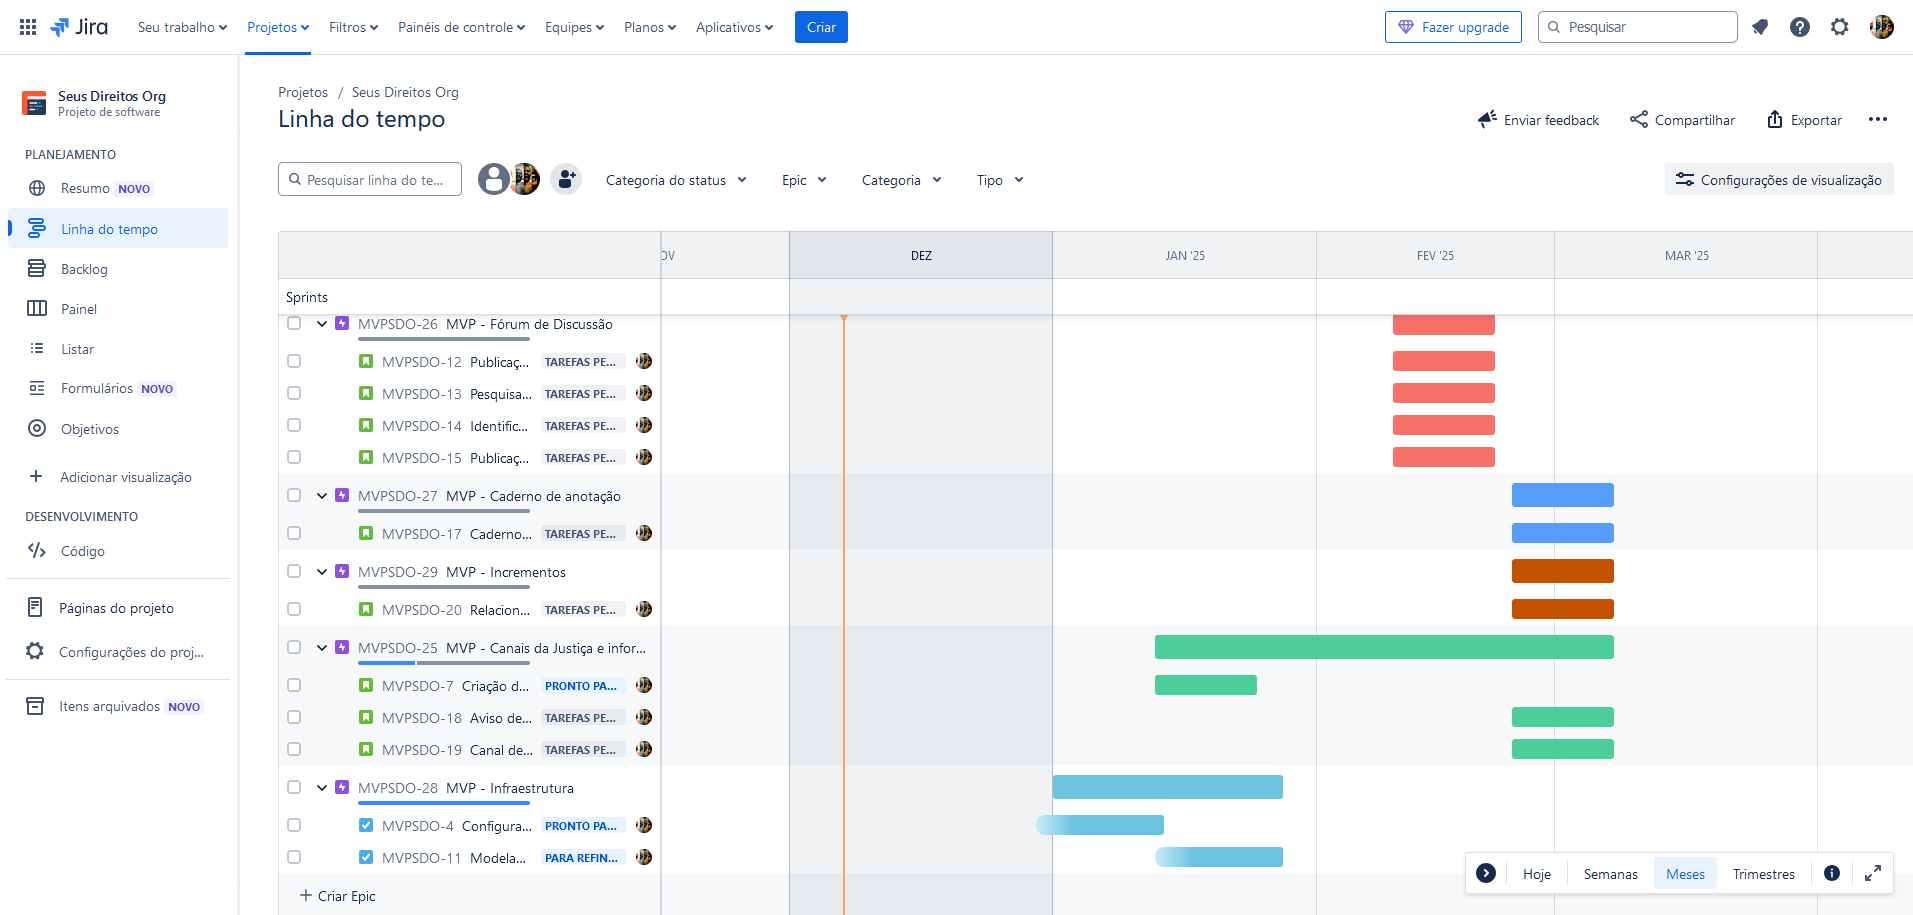 Jira
Seu trabalho
Projetos
Filtros
Painéis de controle
Equipes
Planos
Aplicativos
Criar
Fazer upgrade
Pesquisar
Seus Direitos Org
Projeto de software
PLANEJAMENTO
Resumo NOVO
Linha do tempo
Backlog
Painel
Listar
Formulários NOVO
Objetivos
Adicionar visualização
DESENVOLVIMENTO
Código
Páginas do projeto
Configurações do proj...
Itens arquivados NOVO
Projetos / Seus Direitos Org
Linha do tempo
Enviar feedback
Compartilhar
Exportar
Pesquisar linha do te...
Categoria do status
Epic
Categoria
Tipo
Configurações de visualização
OV
DEZ
JAN '25
FEV '25
MAR '25
Sprints
MVPSDO-26 MVP - Fórum de Discussão
MVPSDO-12 Publicaç... TAREFAS PE...
MVPSDO-13 Pesquisa... TAREFAS PE...
MVPSDO-14 Identific... TAREFAS PE...
MVPSDO-15 Publicaç... TAREFAS PE...
MVPSDO-27 MVP - Caderno de anotação
MVPSDO-17 Caderno... TAREFAS PE...
MVPSDO-29 MVP - Incrementos
MVPSDO-20 Relacion... TAREFAS PE...
MVPSDO-25 MVP - Canais da Justiça e infor...
MVPSDO-7 Criação d... PRONTO PA...
MVPSDO-18 Aviso de... TAREFAS PE...
MVPSDO-19 Canal de... TAREFAS PE...
MVPSDO-28 MVP - Infraestrutura
MVPSDO-4 Configura... PRONTO PA...
MVPSDO-11 Modela... PARA REFIN...
Criar Epic
Hoje
Semanas
Meses
Trimestres